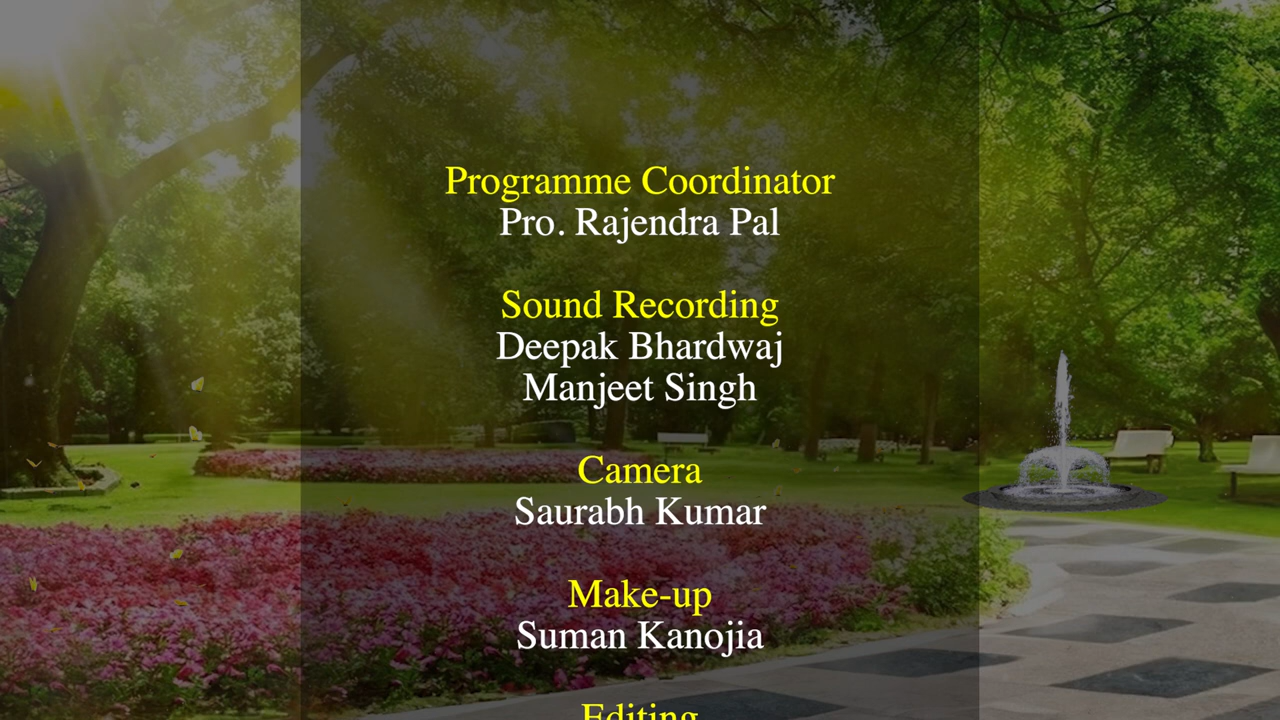 Programme Coordinator
Pro. Rajendra Pal
Sound Recording
Deepak Bhardwaj
Manjeet Singh
Camera
Saurabh Kumar
Make-up
Suman Kanojia
Editing